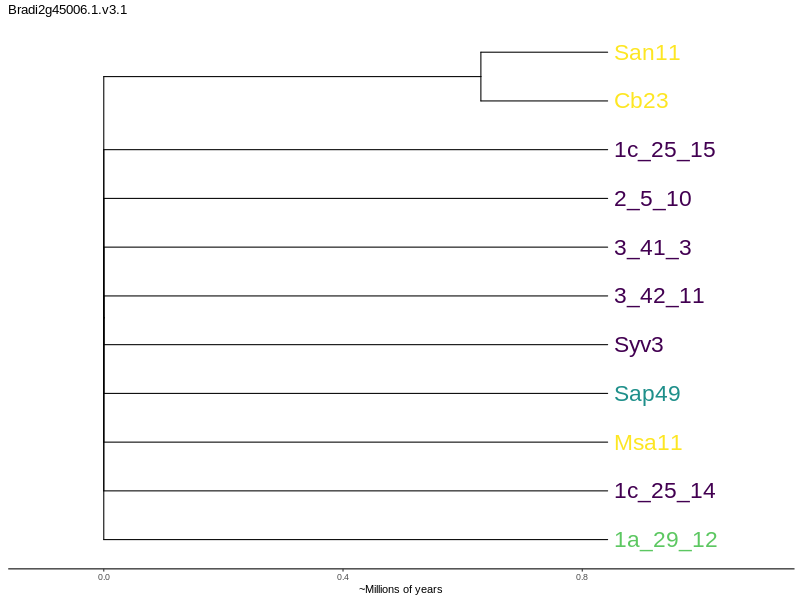 Bradi2g45006.1.v3.1
San11
Cb23
1c_25_15
2_5_10
3_41_3
3_42_11
Syv3
Sap49
Msa11
1c_25_14
1a_29_12
0.0 0.4 0.8
~Millions of years